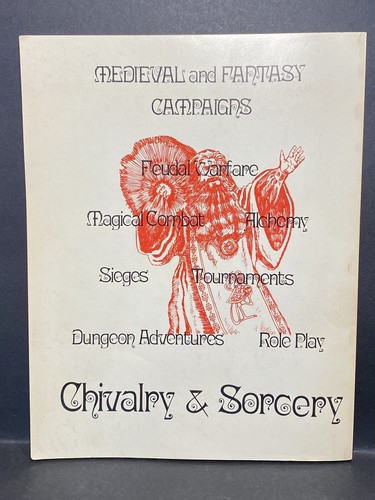 MEDIEVAL and FANTASY
CAMPAIGNS
Feudal Warfare
Magical Combat Alchemy
Sieges Tournaments
Dungeon Adventures Role Play
Chivalry & Sorcery